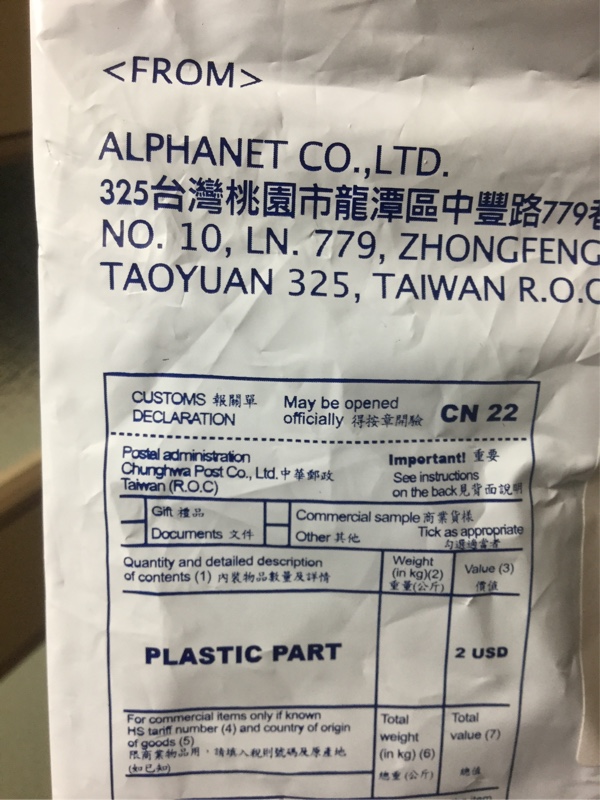 <FROM>
ALPHANET CO.,LTD.
325台灣桃園市龍潭區中豐路779巷
NO. 10, LN. 779, ZHONGFENG
TAOYUAN 325, TAIWAN R.O.C
CUSTOMS 報關單
DECLARATION
May be opened
officially 得按章開驗
CN 22
Postal administration
Chunghwa Post Co., Ltd.中華郵政
Taiwan (R.O.C)
Important! 重要
See instructions
on the back見背面說明
Gift 禮品
Commercial sample 商業貨樣
Documents 文件
Other 其他
Tick as appropriate
勾選適當者
Quantity and detailed description
of contents (1) 內裝物品數量及詳情
Weight
(in kg)(2)
重量(公斤)
Value (3)
價值
PLASTIC PART
2 USD
For commercial items only if known
HS tariff number (4) and country of origin
of goods (5)
限商業物品用，請填入稅則號碼及原產地
(如已知)
Total
weight
(in kg) (6)
總重(公斤)
Total
value (7)
總值